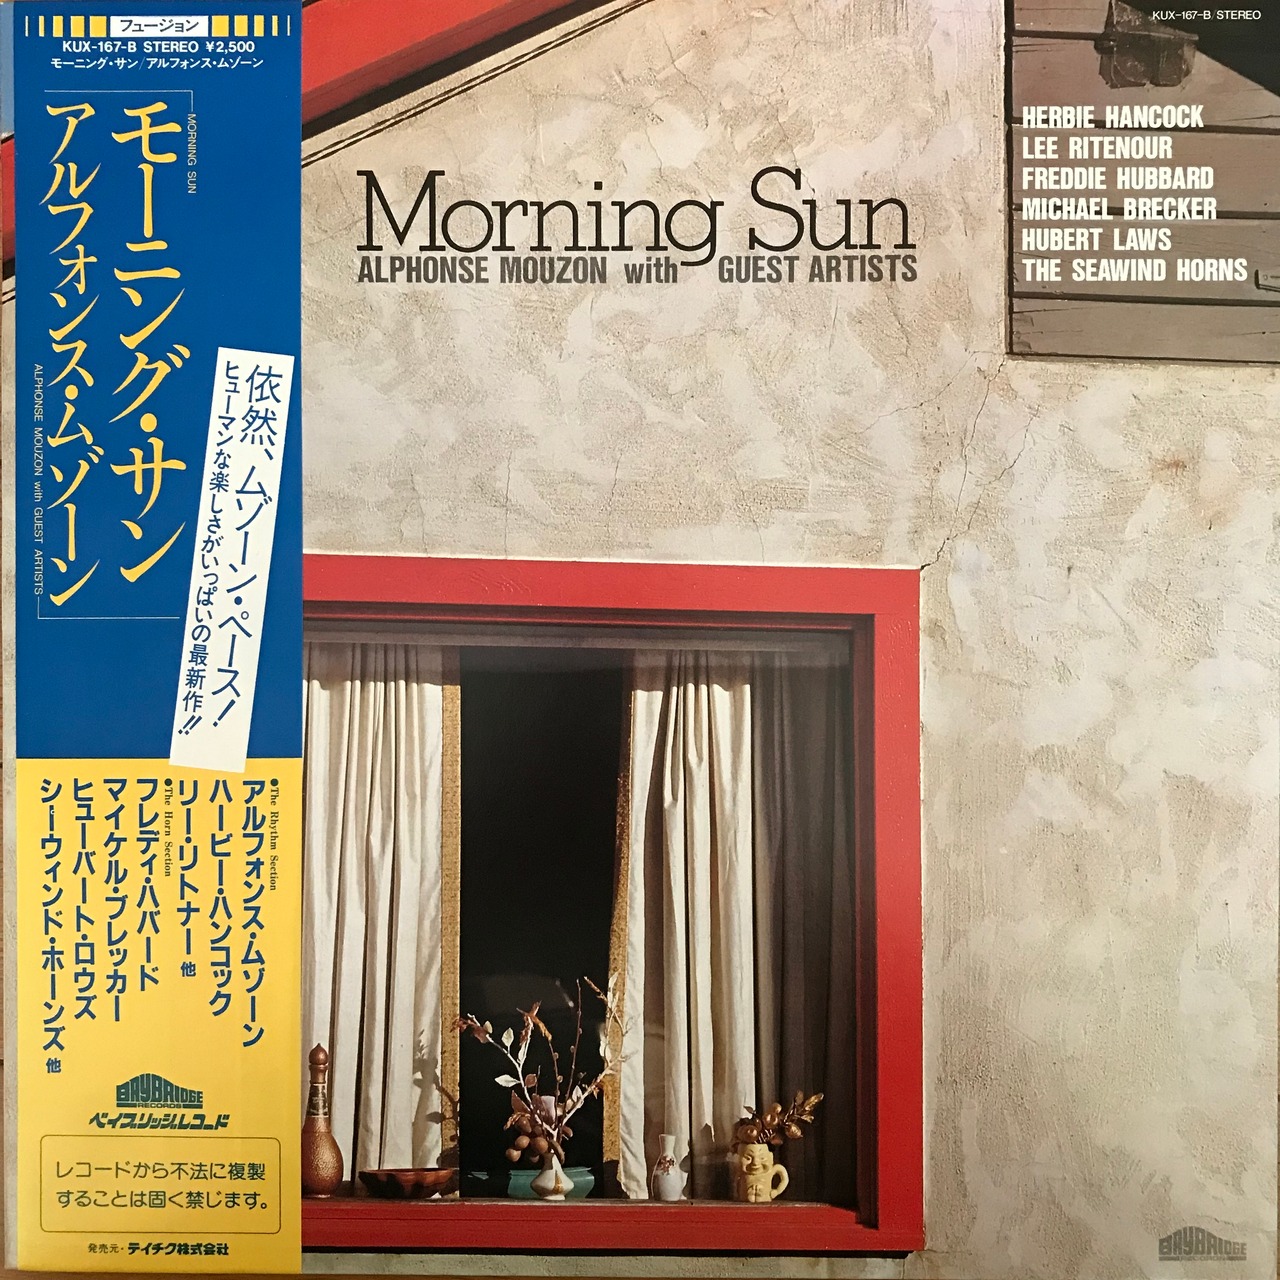 フュージョン
KUX-167-B STEREO ¥2,500
モーニング・サン/アルフォンス・ムゾーン
MORNING SUN
モーニング・サン
アルフォンス・ムゾーン
ALPHONSE MOUZON with GUEST ARTISTS
依然、ムゾーン・ペース!
ヒューマンな楽しさがいっぱいの最新作!!
●The Rhythm Section
アルフォンス・ムゾーン
ハービー・ハンコック
リー・リトナー 他
●The Horn Section
フレディ・ハバード
マイケル・ブレッカー
ヒューバート・ロウズ
シーウィンド・ホーンズ 他
BAYBRIDGE
RECORDS
ベイブリッジ・レコード
レコードから不法に複製
することは固く禁じます。
発売元・テイチク株式会社
Morning Sun
ALPHONSE MOUZON with GUEST ARTISTS
KUX-167-B/STEREO
HERBIE HANCOCK
LEE RITENOUR
FREDDIE HUBBARD
MICHAEL BRECKER
HUBERT LAWS
THE SEAWIND HORNS
BAYBRIDGE
RECORDS